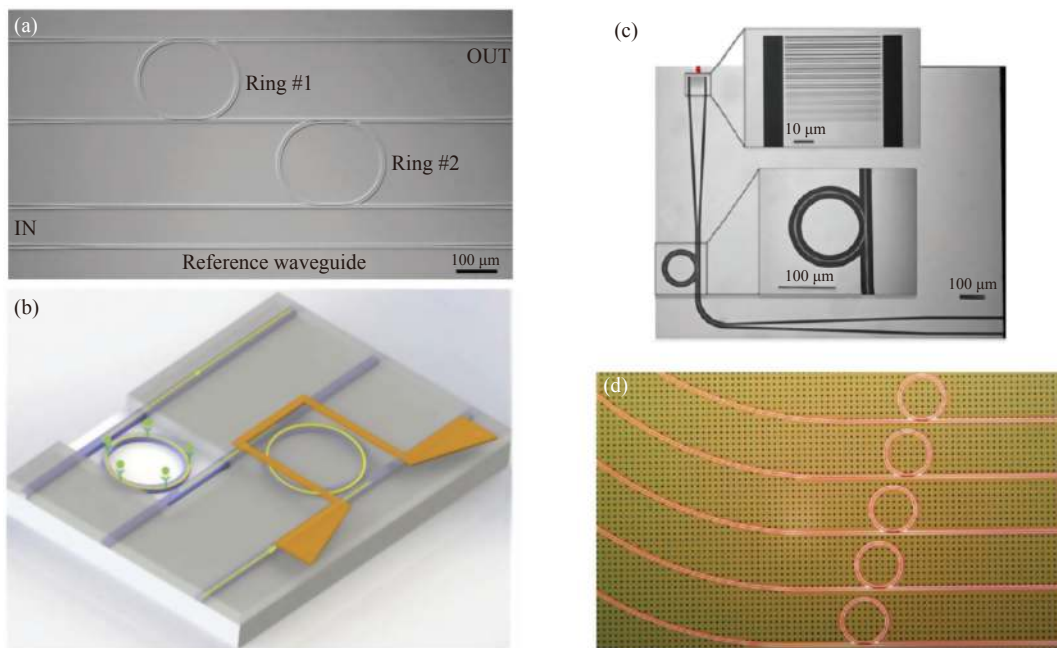 (a)
OUT
Ring #1
Ring #2
IN
Reference waveguide
100 μm
(b)
(c)
10 μm
100 μm
100 μm
(d)